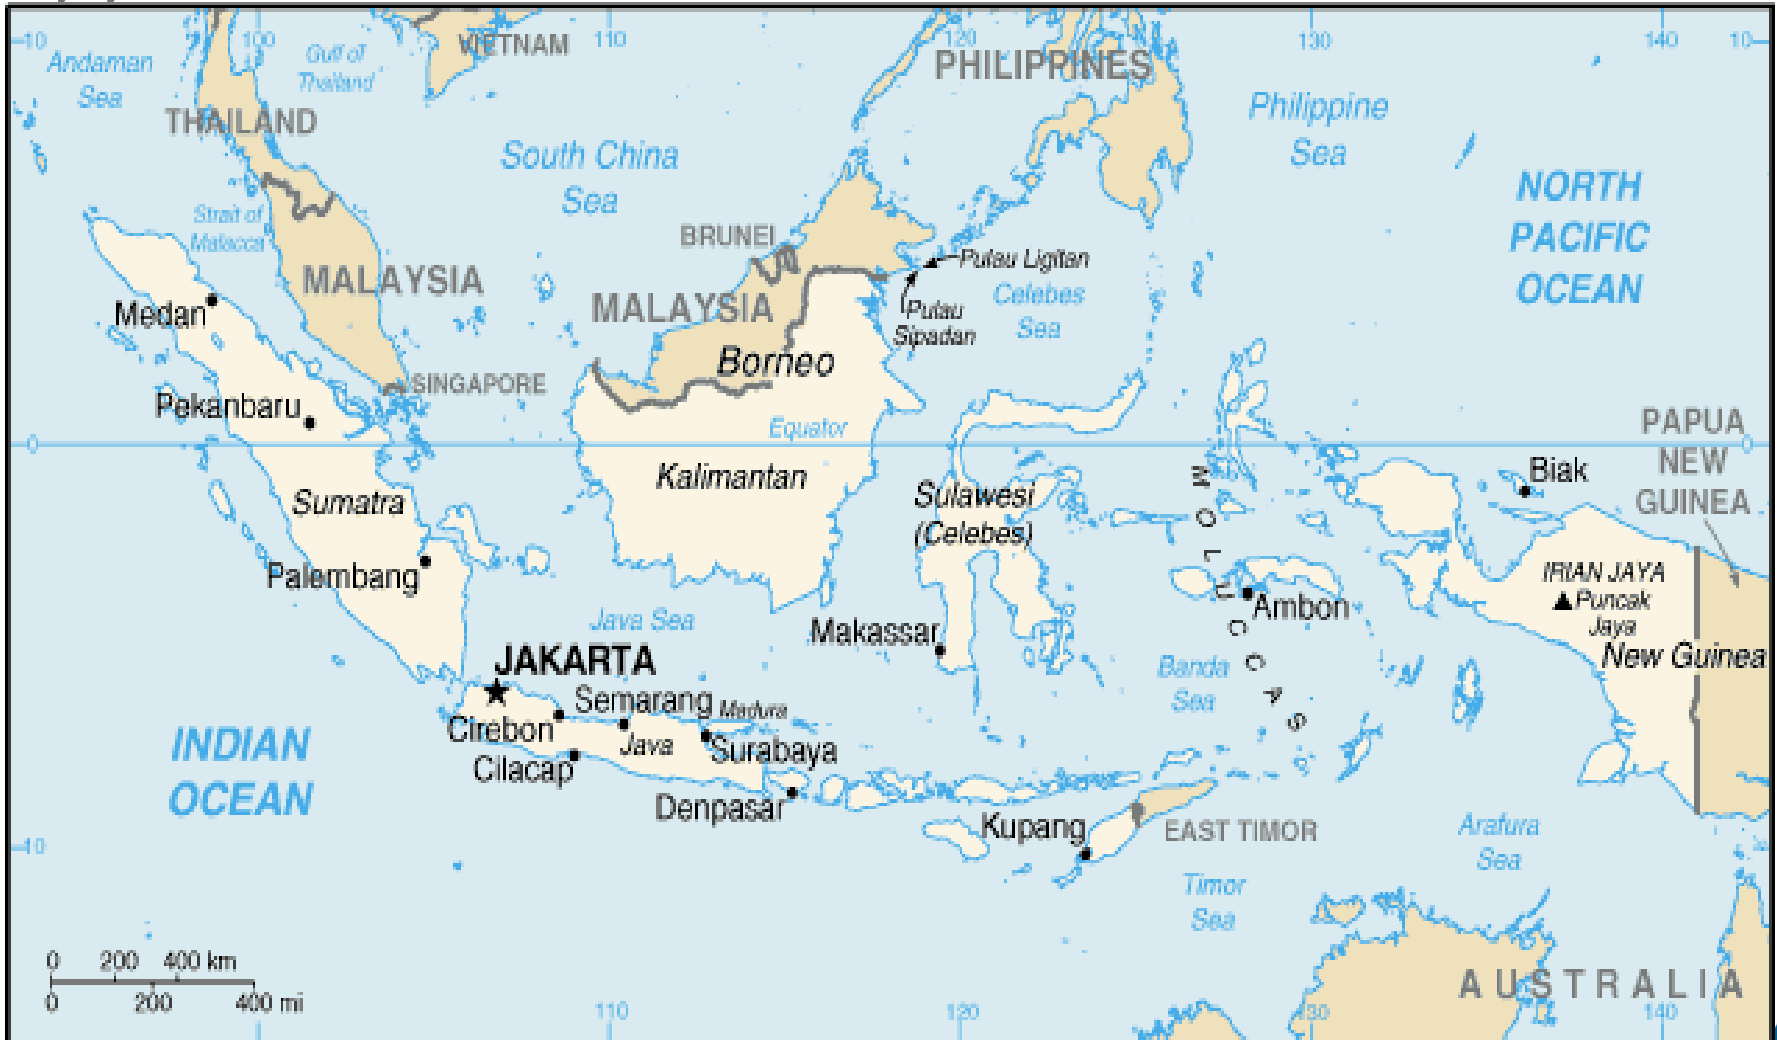 10
100
110
120
130
140
10
Andaman
Sea
Gulf of
Thailand
VIETNAM
PHILIPPINES
Philippine
Sea
THAILAND
South China
Sea
NORTH
PACIFIC
OCEAN
Strait of
Malacca
BRUNEI
Pulau Ligitan
MALAYSIA
MALAYSIA
Celebes
Sea
Pulau
Sipadan
Medan
Borneo
SINGAPORE
Pekanbaru
Equator
PAPUA
NEW
GUINEA
0
0
Biak
Kalimantan
Sumatra
Sulawesi
(Celebes)
MOLUCCAS
Palembang
IRIAN JAYA
Puncak
Jaya
Ambon
Java Sea
Makassar
New Guinea
JAKARTA
Banda
Sea
Semarang
Madura
Cirebon
Java
Surabaya
Cilacap
INDIAN
OCEAN
Denpasar
Kupang
EAST TIMOR
Arafura
Sea
10
Timor
Sea
0 200 400 km
0 200 400 mi
AUSTRALIA
110
120
130
140